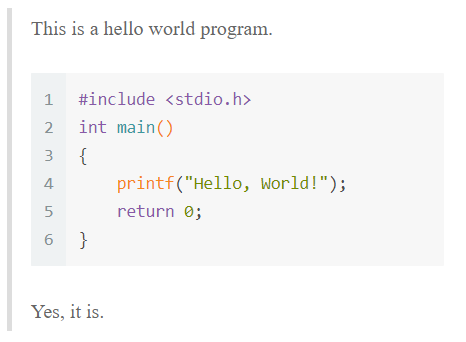 This is a hello world program.
1 #include <stdio.h>
2 int main()
3 {
4     printf("Hello, World!");
5     return 0;
6 }
Yes, it is.